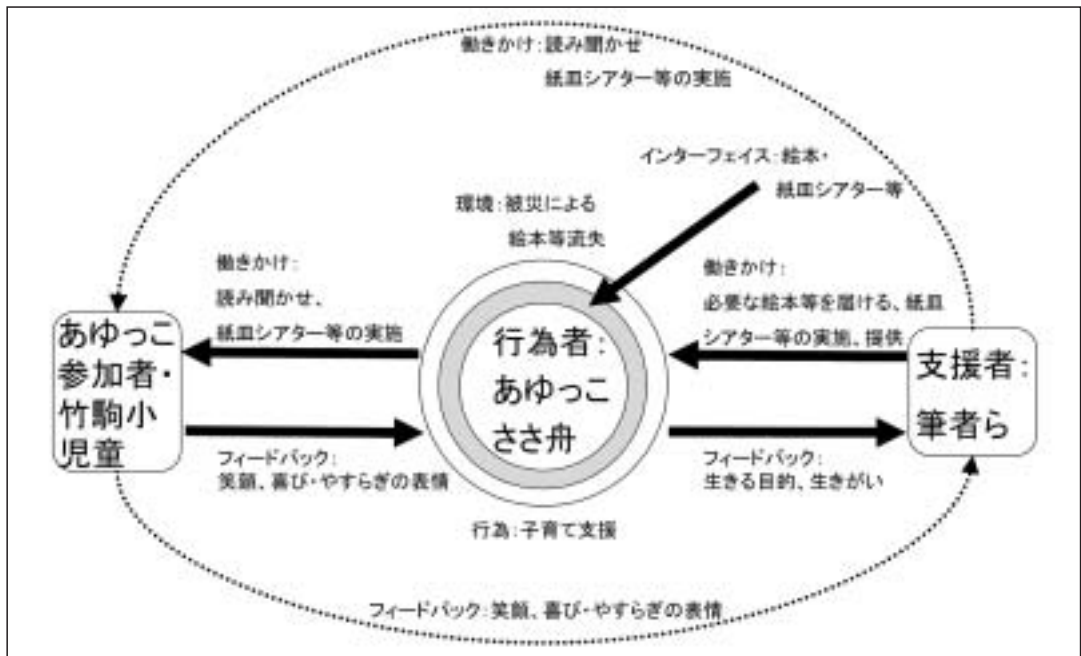 働きかけ:読み聞かせ
紙皿シアター等の実施
インターフェイス:絵本・
紙皿シアター等
環境:被災による
絵本等流失
働きかけ:
読み聞かせ、
紙皿シアター等の実施
働きかけ:
必要な絵本等を届ける、紙皿
シアター等の実施、提供
あゆっこ
参加者・
竹駒小
児童
行為者:
あゆっこ
ささ舟
支援者:
筆者ら
フィードバック:
笑顔、喜び・やすらぎの表情
フィードバック:
生きる目的、生きがい
行為:子育て支援
フィードバック:笑顔、喜び・やすらぎの表情